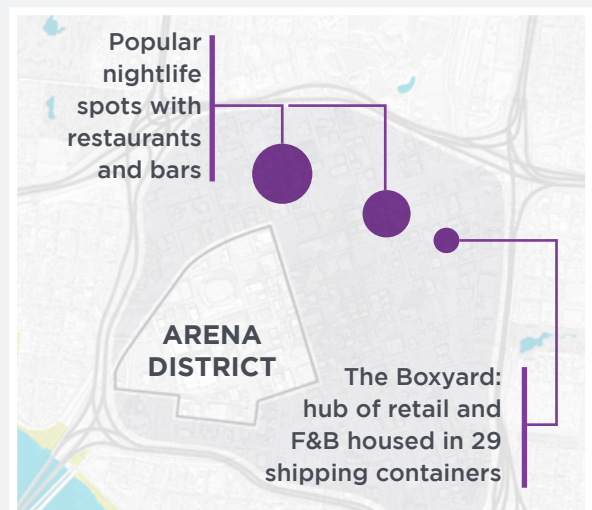 Popular
nightlife
spots with
restaurants
and bars
ARENA
DISTRICT
The Boxyard:
hub of retail and
F&B housed in 29
shipping containers